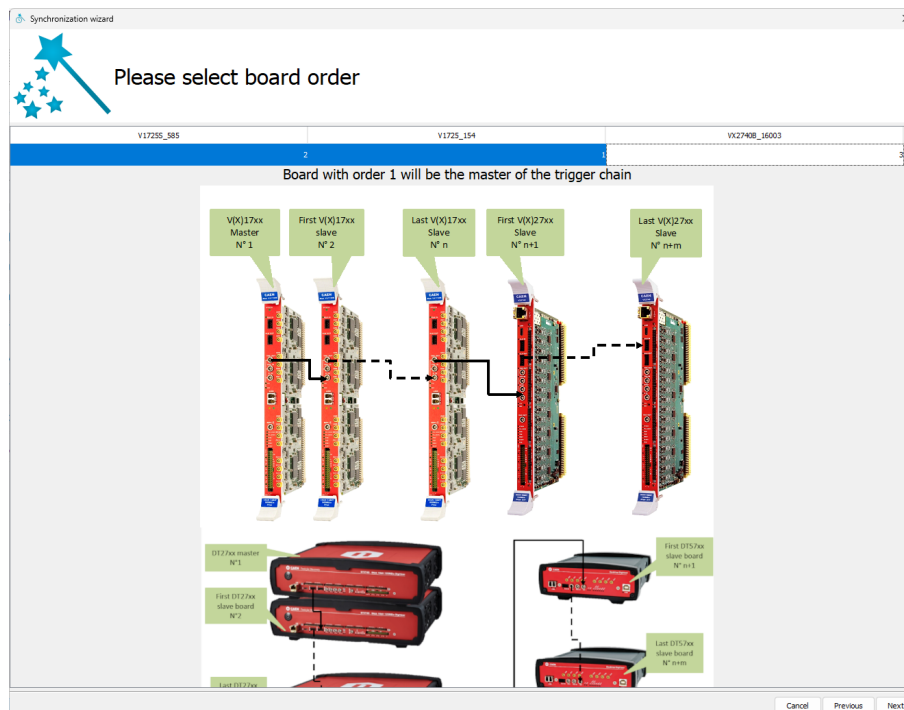 Synchronization wizard
Please select board order
V1725S_585
V1725_154
VX2740B_16003
2
1
3
Board with order 1 will be the master of the trigger chain
V(X)17xx
Master
N° 1
First V(X)17xx
slave
N° 2
Last V(X)17xx
Slave
N° n
First V(X)27xx
Slave
N° n+1
Last V(X)27xx
Slave
N° n+m
DT27xx master
N°1
First DT27xx
slave board
N°2
Last DT27xx
First DT57xx
slave board
N° n+1
Last DT57xx
slave board
N° n+m
Cancel
Previous
Next